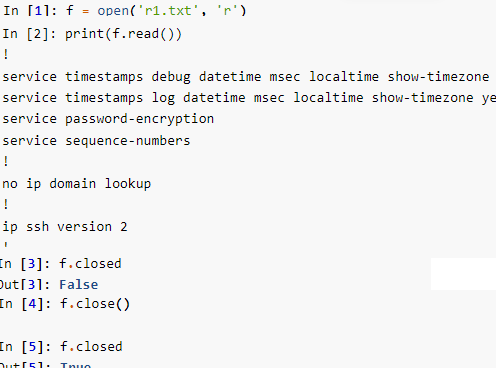 In [1]: f = open('r1.txt', 'r')
In [2]: print(f.read())
!
service timestamps debug datetime msec localtime show-timezone
service timestamps log datetime msec localtime show-timezone ye
service password-encryption
service sequence-numbers
!
no ip domain lookup
!
ip ssh version 2
!
In [3]: f.closed
Out[3]: False
In [4]: f.close()
In [5]: f.closed
Out[5]: True